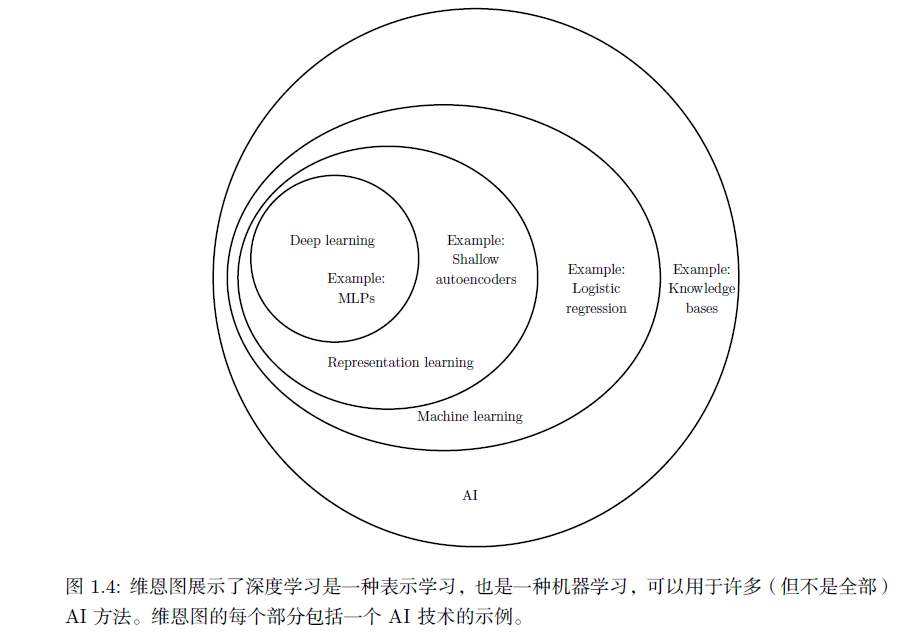 Deep learning
Example:
MLPs
Example:
Shallow
autoencoders
Example:
Logistic
regression
Example:
Knowledge
bases
Representation learning
Machine learning
AI
图 1.4: 维恩图展示了深度学习是一种表示学习，也是一种机器学习，可以用于许多（但不是全部）
AI 方法。维恩图的每个部分包括一个 AI 技术的示例。